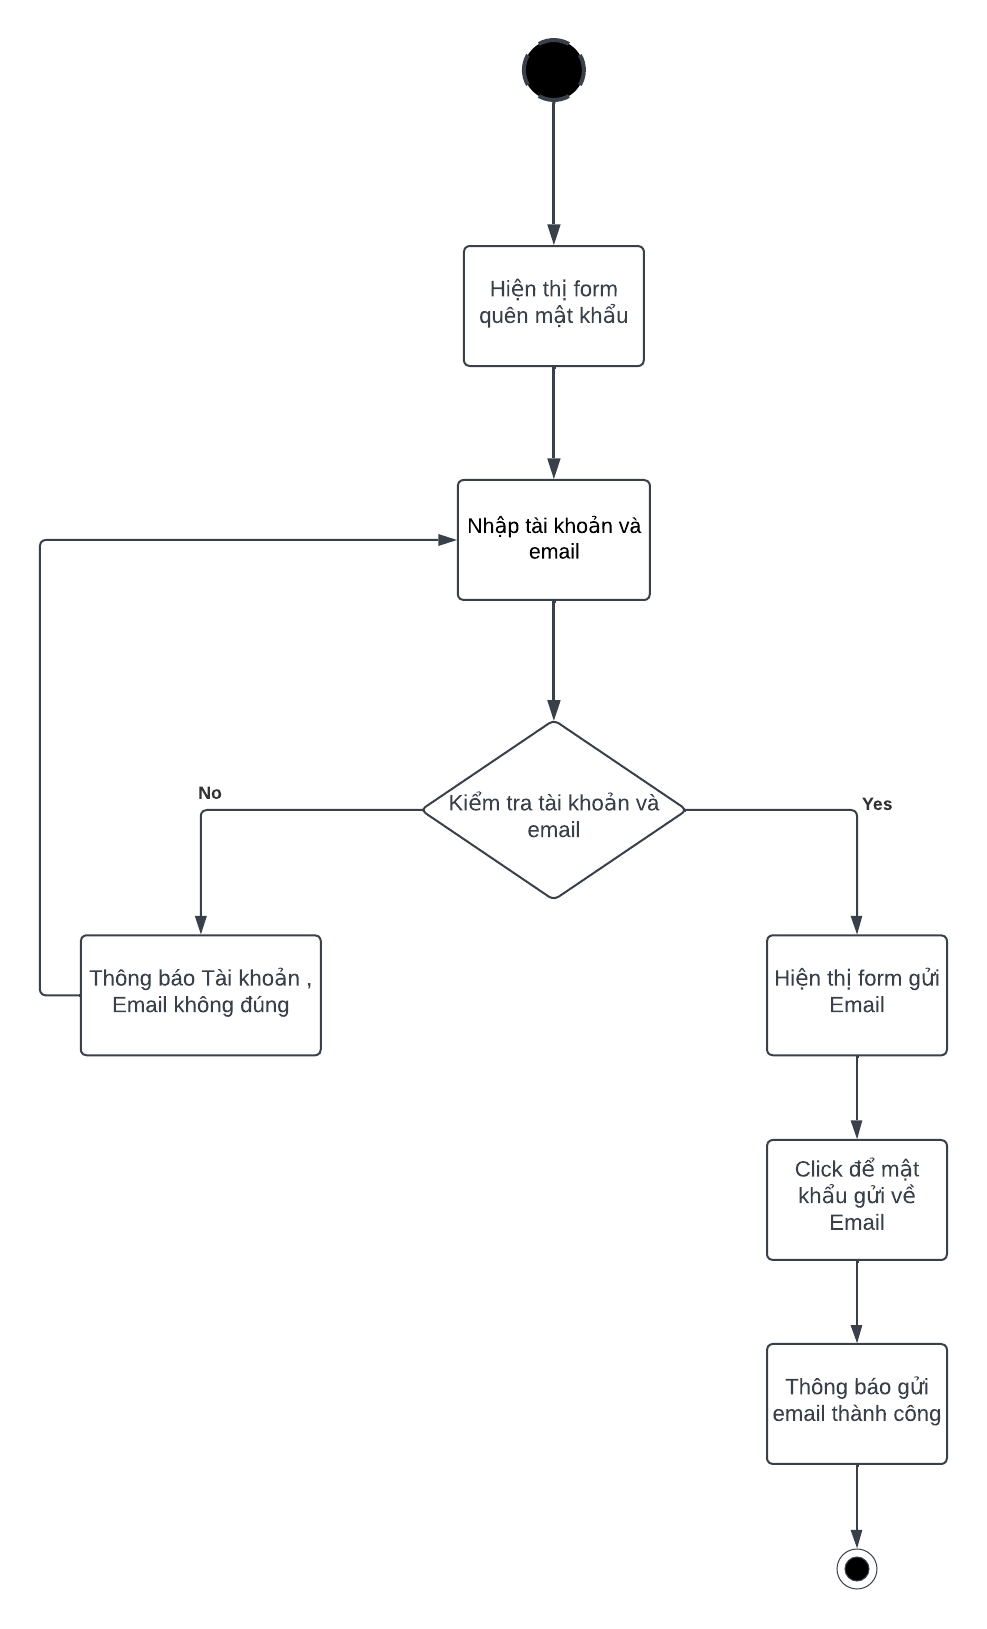 Hiện thị form
quên mật khẩu
Nhập tài khoản và
email
Kiểm tra tài khoản và
email
No
Yes
Thông báo Tài khoản ,
Email không đúng
Hiện thị form gửi
Email
Click để mật
khẩu gửi về
Email
Thông báo gửi
email thành công